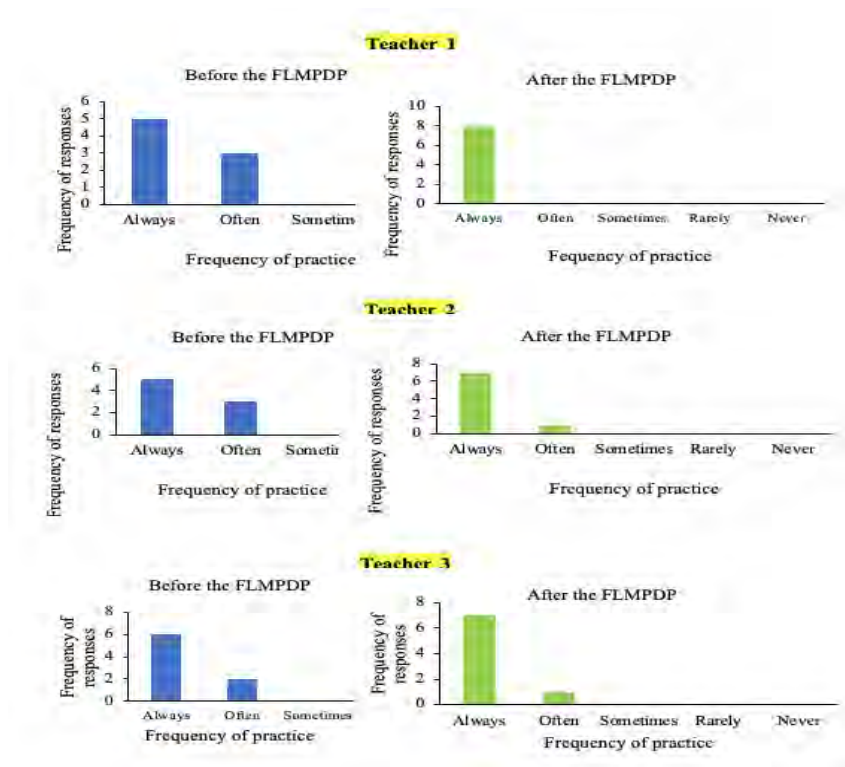 Teacher 1
Before the FLMPDP
After the FLMPDP
Frequency of responses
6
5
4
3
2
1
0
Always Often Sometim
Frequency of practice
Frequency of responses
10
8
6
4
2
0
Always Often Sometimes Rarely Never
Fequency of practice
Teacher 2
Before the FLMPDP
After the FLMPDP
Frequency of responses
6
4
2
0
Always Often Sometir
Frequency of practice
Frequency of responses
8
6
4
2
0
Always Often Sometimes Rarely Never
Frequency of practice
Teacher 3
Before the FLMPDP
After the FLMPDP
Frequency of
responses
8
6
4
2
0
Always Often Sometimes
Frequency of practice
Frequency of
responses
8
6
4
2
0
Always Often Sometimes Rarely Never
Frequency of practice